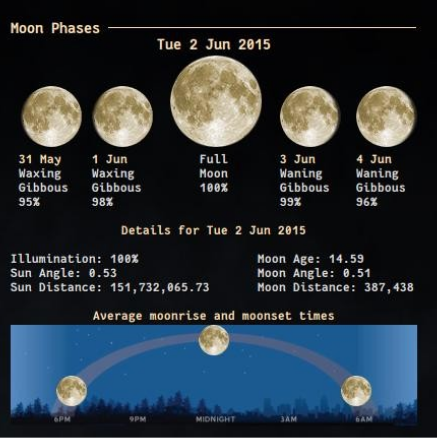 Moon Phases
Tue 2 Jun 2015
31 May
Waxing
Gibbous
95%
1 Jun
Waxing
Gibbous
98%
Full
Moon
100%
3 Jun
Waning
Gibbous
99%
4 Jun
Waning
Gibbous
96%
Details for Tue 2 Jun 2015
Illumination: 100%
Sun Angle: 0.53
Sun Distance: 151,732,065.73
Moon Age: 14.59
Moon Angle: 0.51
Moon Distance: 387,438
Average moonrise and moonset times
6PM 9PM MIDNIGHT 3AM 6AM